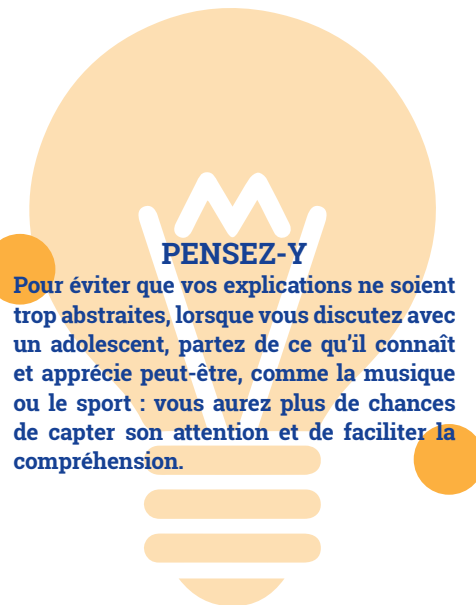 PENSEZ-Y
Pour éviter que vos explications ne soient
trop abstraites, lorsque vous discutez avec
un adolescent, partez de ce qu'il connaît
et apprécie peut-être, comme la musique
ou le sport : vous aurez plus de chances
de capter son attention et de faciliter la
compréhension.